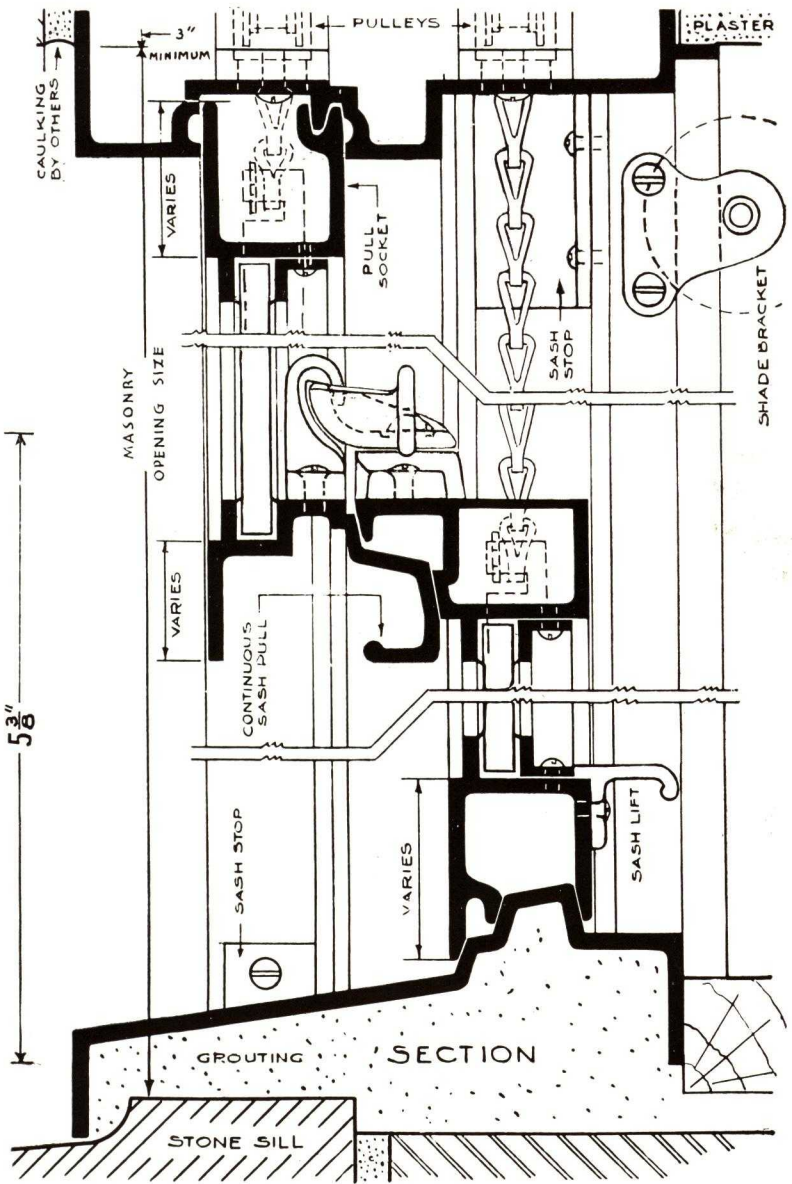 PULLEYS
PLASTER
3"
MINIMUM
CAULKING
BY OTHERS
VARIES
PULL
SOCKET
SASH
STOP
SHADE BRACKET
MASONRY
OPENING SIZE
VARIES
CONTINUOUS
SASH PULL
5 3/8"
SASH STOP
VARIES
SASH LIFT
GROUTING
SECTION
STONE SILL